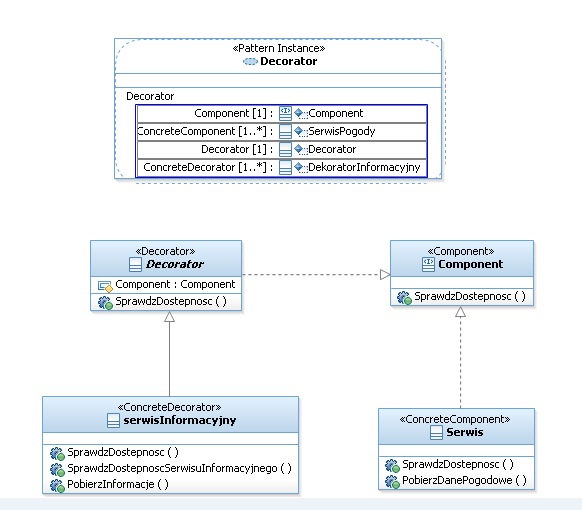 «Pattern Instance»
Decorator
Decorator
Component [1] : Component
ConcreteComponent [1..*] : SerwisPogody
Decorator [1] : Decorator
ConcreteDecorator [1..*] : DekoratorInformacyjny
«Decorator»
Decorator
Component : Component
SprawdzDostepnosc ( )
«Component»
Component
SprawdzDostepnosc ( )
«ConcreteDecorator»
serwisInformacyjny
SprawdzDostepnosc ( )
SprawdzDostepnoscSerwisuInformacyjnego ( )
PobierzInformacje ( )
«ConcreteComponent»
Serwis
SprawdzDostepnosc ( )
PobierzDanePogodowe ( )